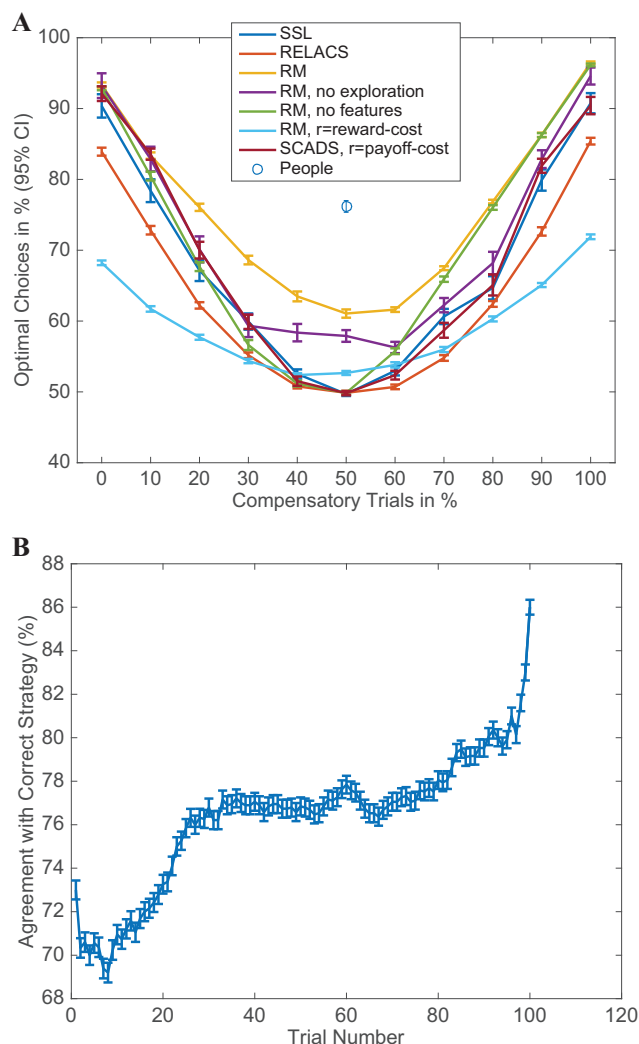 A
SSL
RELACS
RM
RM, no exploration
RM, no features
RM, r=reward-cost
SCADS, r=payoff-cost
People
Optimal Choices in % (95% CI)
100
90
80
70
60
50
40
0 10 20 30 40 50 60 70 80 90 100
Compensatory Trials in %
B
Agreement with Correct Strategy (%)
88
86
84
82
80
78
76
74
72
70
68
0 20 40 60 80 100 120
Trial Number